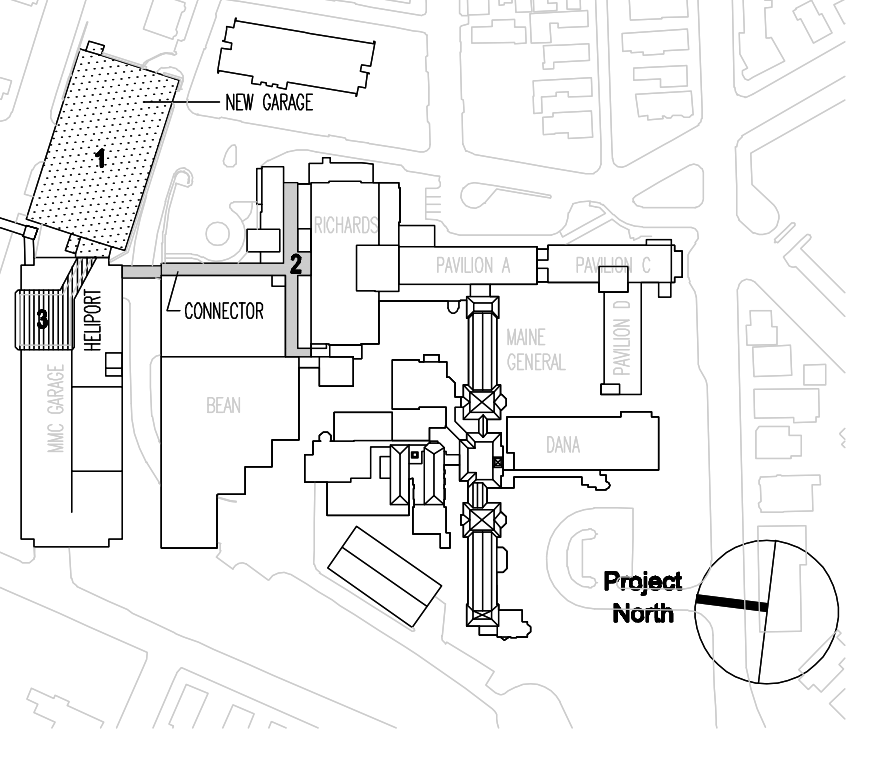 NEW GARAGE
1
RICHARDS
2
PAVILION A
PAVILION C
CONNECTOR
HELIPORT
3
PAVILION D
MAINE
GENERAL
MMC GARAGE
BEAN
DANA
Project
North